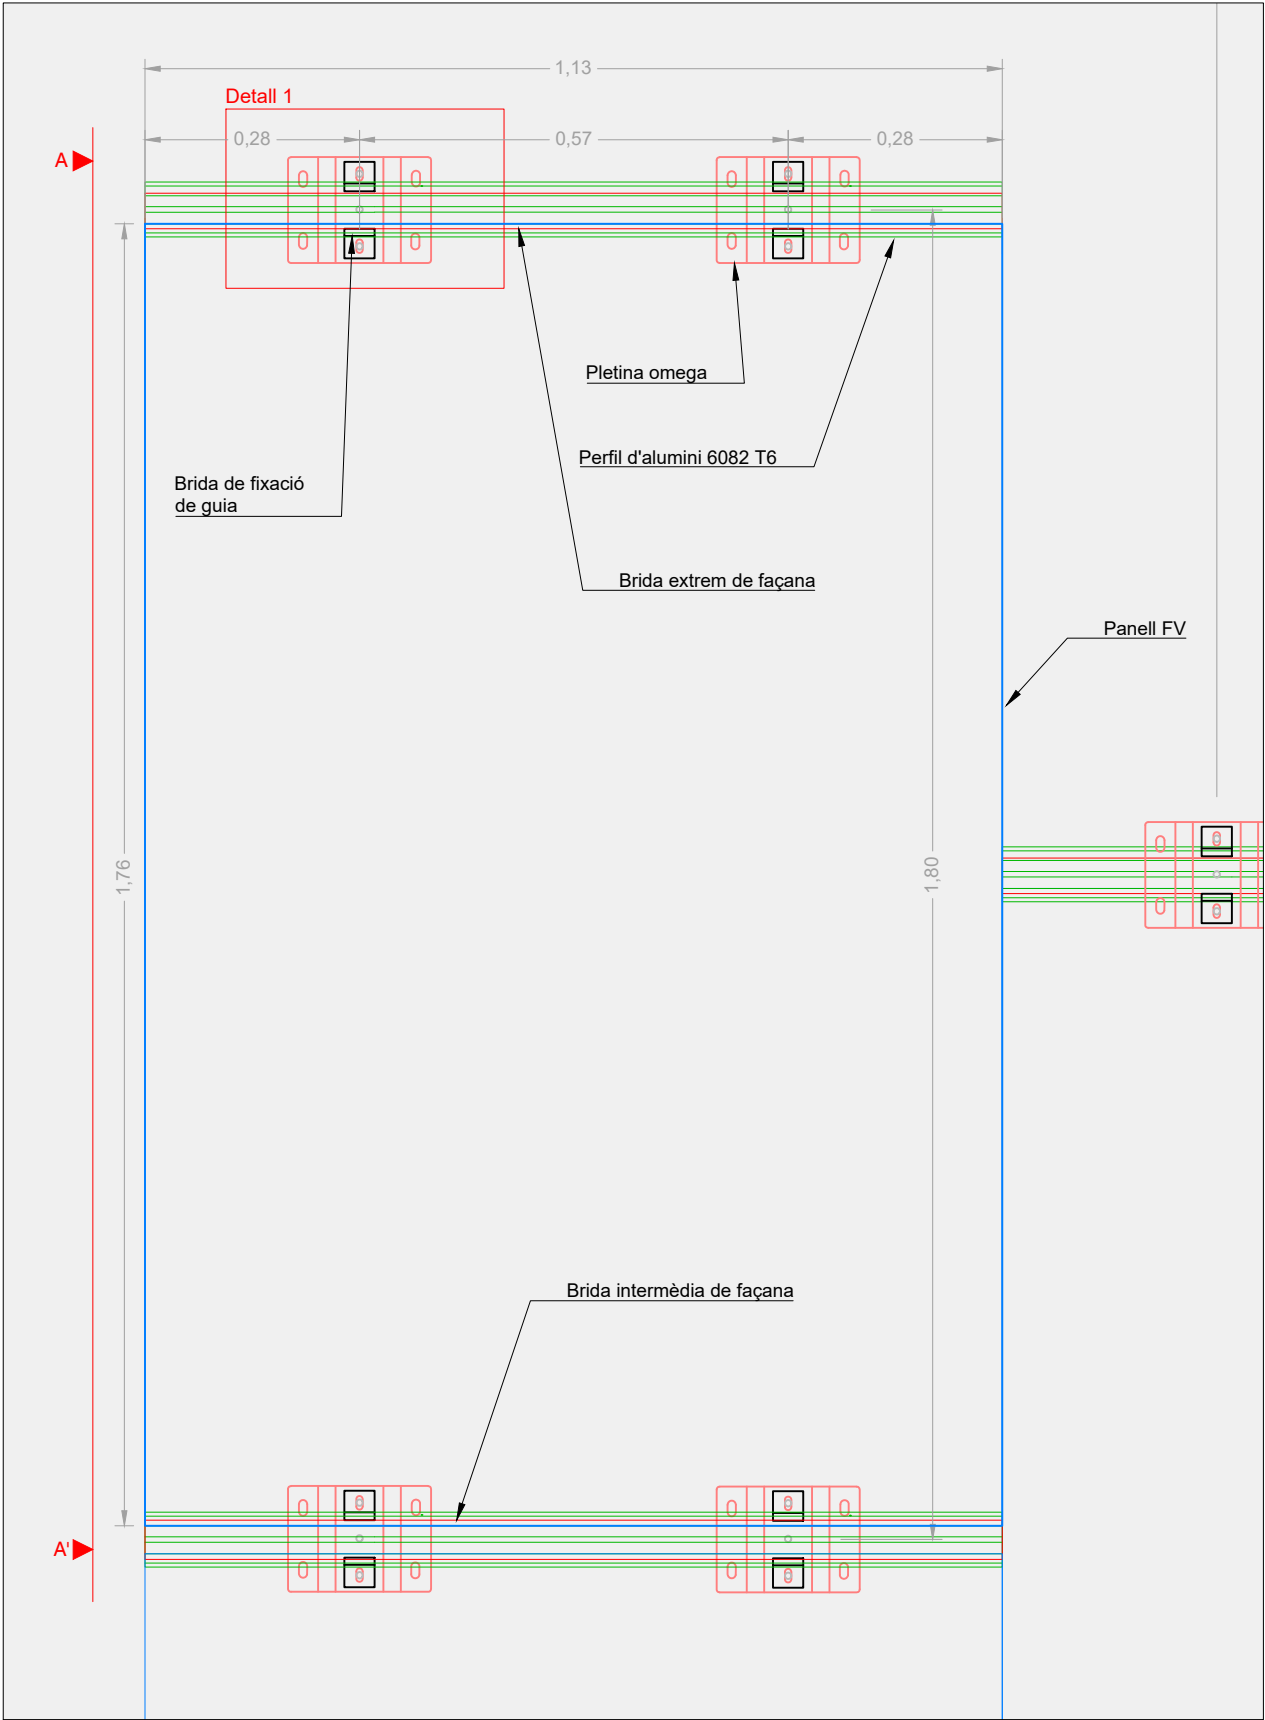 1,13
Detall 1
0,28
0,57
0,28
A
Pletina omega
Perfil d'alumini 6082 T6
Brida de fixació
de guia
Brida extrem de façana
Panell FV
1,76
1,80
Brida intermèdia de façana
A'